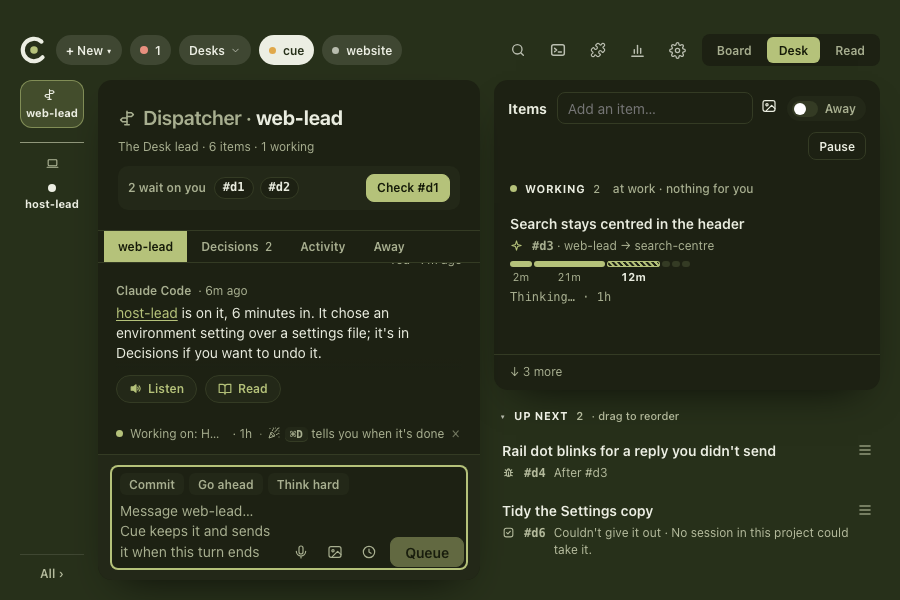 + New ▾
1
Desks
cue
website
Board
Desk
Read
web-lead
host-lead
All ›
Dispatcher · web-lead
The Desk lead · 6 items · 1 working
2 wait on you #d1 #d2
Check #d1
web-lead
Decisions 2
Activity
Away
Claude Code · 6m ago
host-lead is on it, 6 minutes in. It chose an
environment setting over a settings file; it's in
Decisions if you want to undo it.
Listen
Read
Working on: H… · 1h · ⌘D tells you when it's done ×
Commit
Go ahead
Think hard
Message web-lead…
Cue keeps it and sends
it when this turn ends
Queue
Items
Add an item…
Away
Pause
WORKING 2 at work · nothing for you
Search stays centred in the header
#d3 · web-lead → search-centre
2m 21m 12m
Thinking… · 1h
↓ 3 more
▾ UP NEXT 2 · drag to reorder
Rail dot blinks for a reply you didn't send
#d4 After #d3
Tidy the Settings copy
#d6 Couldn't give it out · No session in this project could
take it.